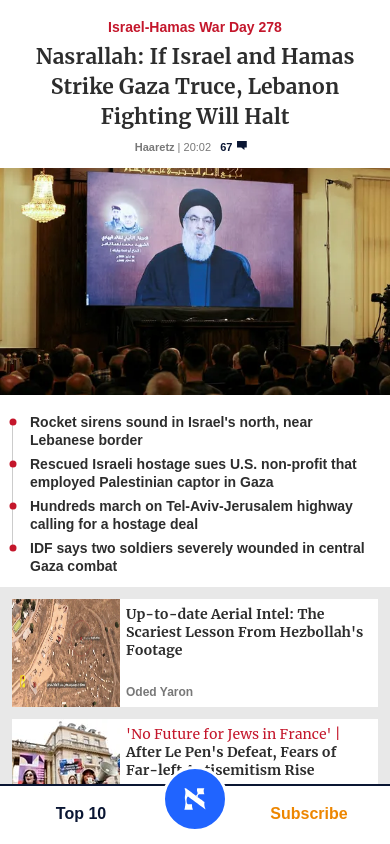 Israel-Hamas War Day 278
Nasrallah: If Israel and Hamas
Strike Gaza Truce, Lebanon
Fighting Will Halt
Haaretz | 20:02 67
Rocket sirens sound in Israel's north, near
Lebanese border
Rescued Israeli hostage sues U.S. non-profit that
employed Palestinian captor in Gaza
Hundreds march on Tel-Aviv-Jerusalem highway
calling for a hostage deal
IDF says two soldiers severely wounded in central
Gaza combat
Up-to-date Aerial Intel: The
Scariest Lesson From Hezbollah's
Footage
Oded Yaron
'No Future for Jews in France' |
After Le Pen's Defeat, Fears of
Far-left Antisemitism Rise
Top 10
Subscribe